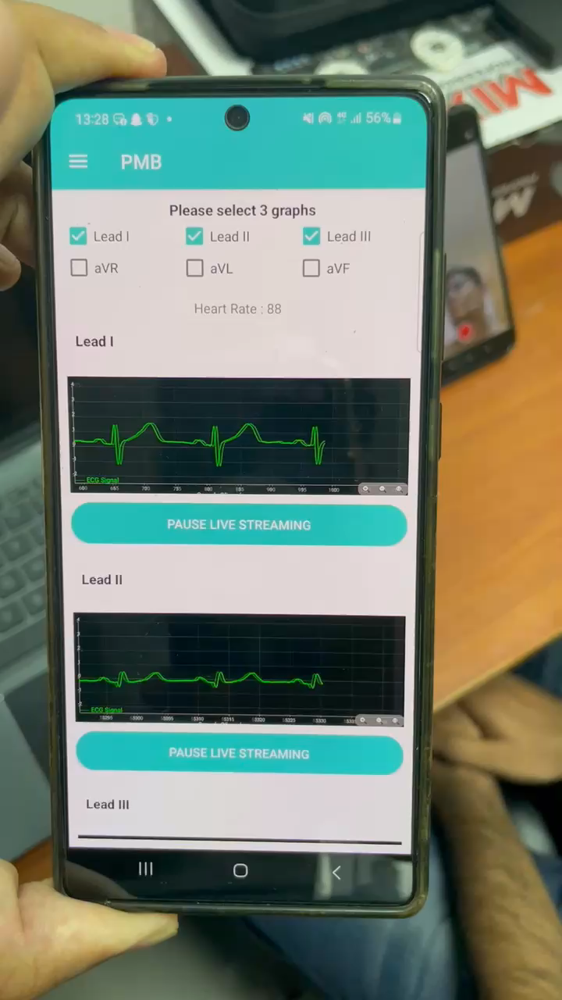 13:28 56%
PMB
Please select 3 graphs
Lead I Lead II Lead III
aVR aVL aVF
Heart Rate : 88
Lead I
ECG Signal
PAUSE LIVE STREAMING
Lead II
ECG Signal
PAUSE LIVE STREAMING
Lead III